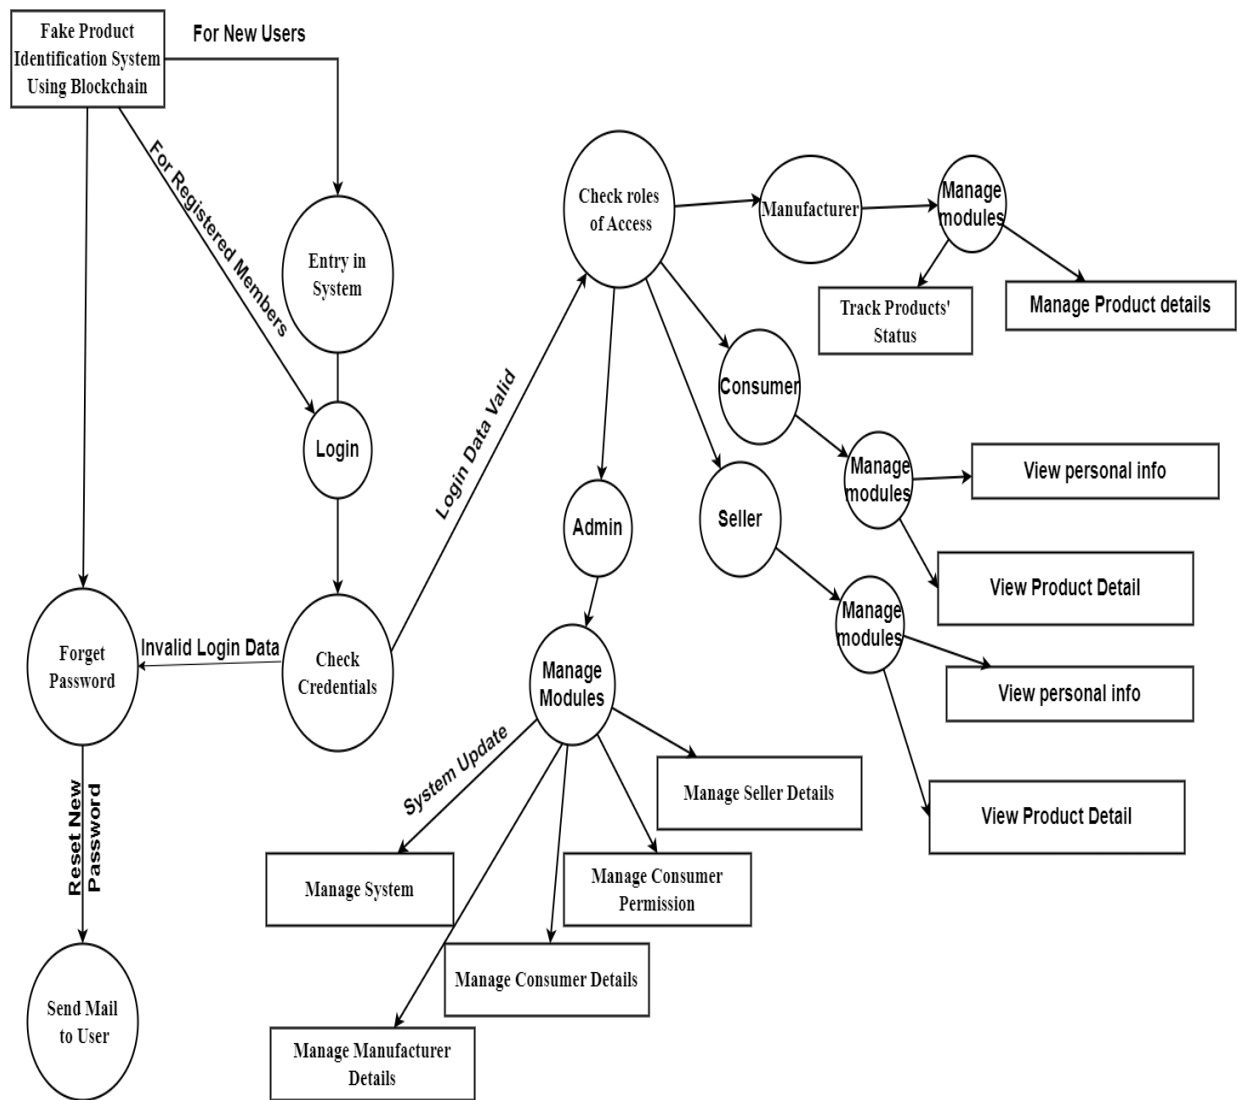 Fake Product
Identification System
Using Blockchain
For New Users
For Registered Members
Entry in
System
Login
Check
Credentials
Invalid Login Data
Forget
Password
Reset New
Password
Send Mail
to User
Login Data Valid
Check roles
of Access
Manufacturer
Manage
modules
Track Products'
Status
Manage Product details
Consumer
Manage
modules
View personal info
View Product Detail
Seller
Manage
modules
View personal info
View Product Detail
Admin
Manage
Modules
System Update
Manage System
Manage Manufacturer
Details
Manage Consumer Details
Manage Consumer
Permission
Manage Seller Details